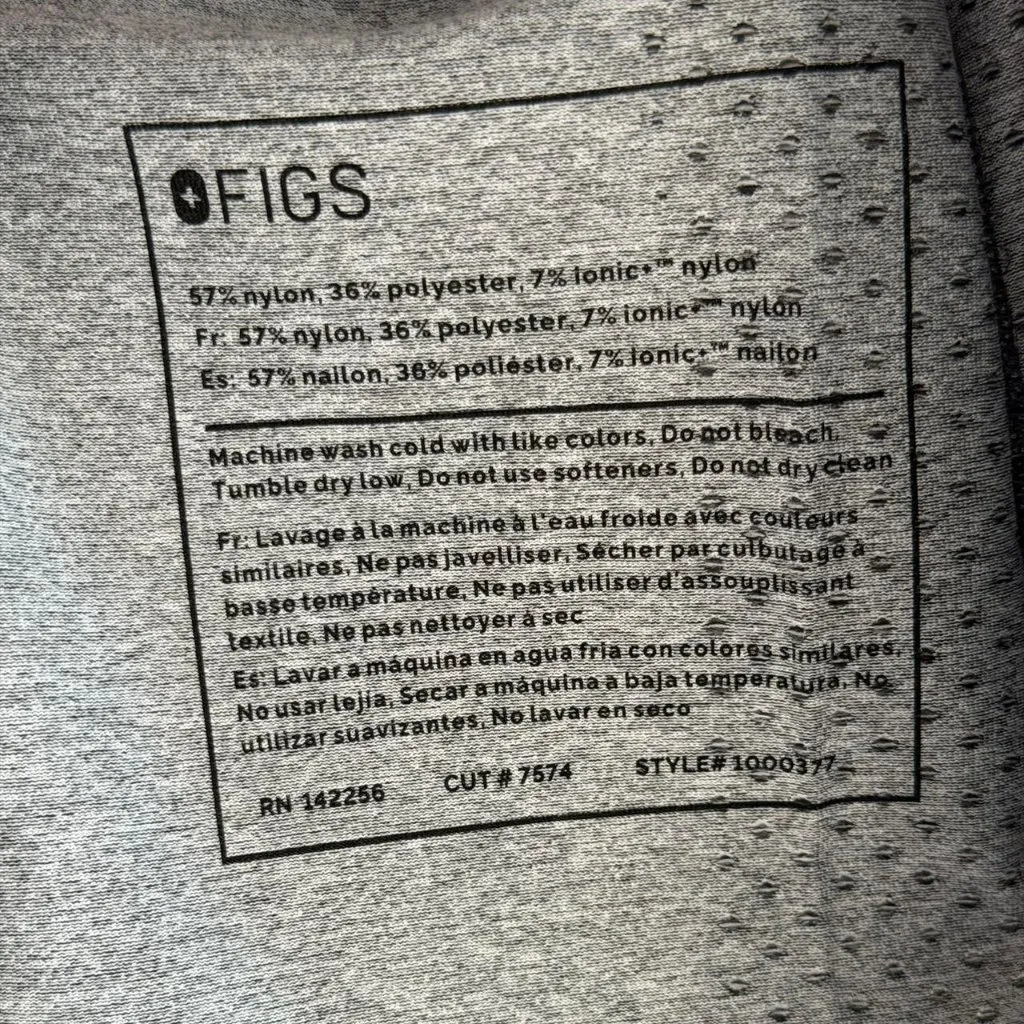 FIGS
57% nylon, 36% polyester, 7% ionic+™ nylon
Fr: 57% nylon, 36% polyester, 7% ionic+™ nylon
Es: 57% nailon, 36% poliéster, 7% ionic+™ nailon
Machine wash cold with like colors, Do not bleach,
Tumble dry low, Do not use softeners, Do not dry clean
Fr: Lavage à la machine à l'eau froide avec couleurs
similaires, Ne pas javelliser, Sécher par culbutage à
basse température, Ne pas utiliser d'assouplissant
textile, Ne pas nettoyer à sec
Es: Lavar a máquina en agua fría con colores similares,
No usar lejía, Secar a máquina a baja temperatura, No
utilizar suavizantes, No lavar en seco
RN 142256 CUT # 7574 STYLE# 1000377